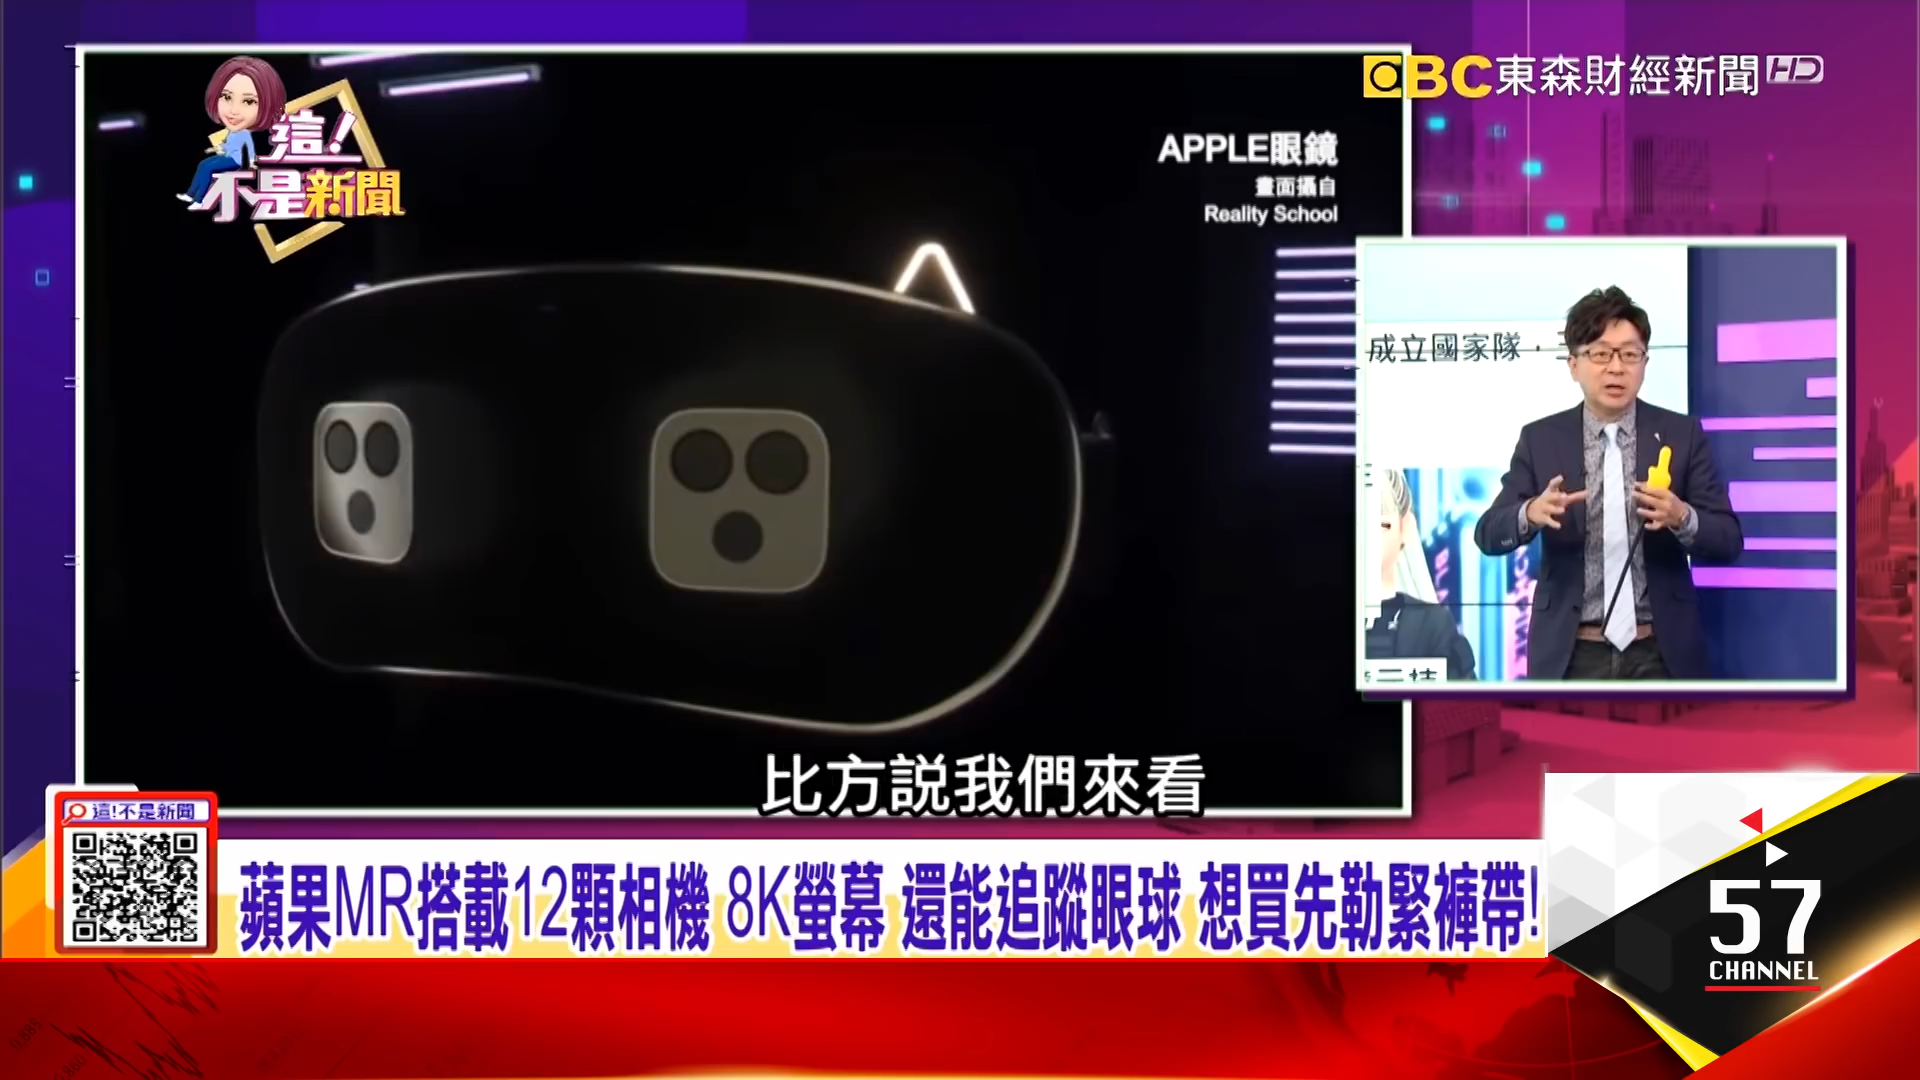 EBC東森財經新聞HD
這!
不是新聞
APPLE眼鏡
畫面攝自
Reality School
成立國家隊，
比方説我們來看
這!不是新聞
蘋果MR搭載12顆相機 8K螢幕 還能追蹤眼球 想買先勒緊褲帶!
57
CHANNEL